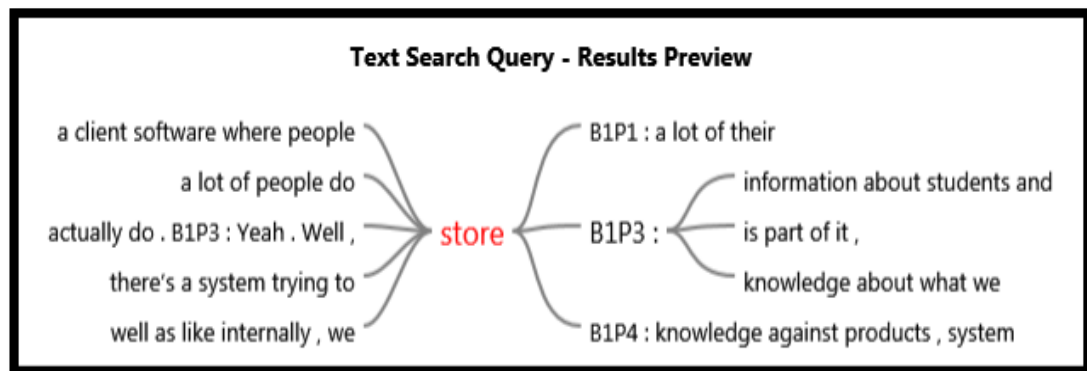 Text Search Query - Results Preview
a client software where people
a lot of people do
actually do . B1P3 : Yeah . Well ,
there's a system trying to
well as like internally , we
store
B1P1 : a lot of their
B1P3 :
information about students and
is part of it ,
knowledge about what we
B1P4 : knowledge against products , system